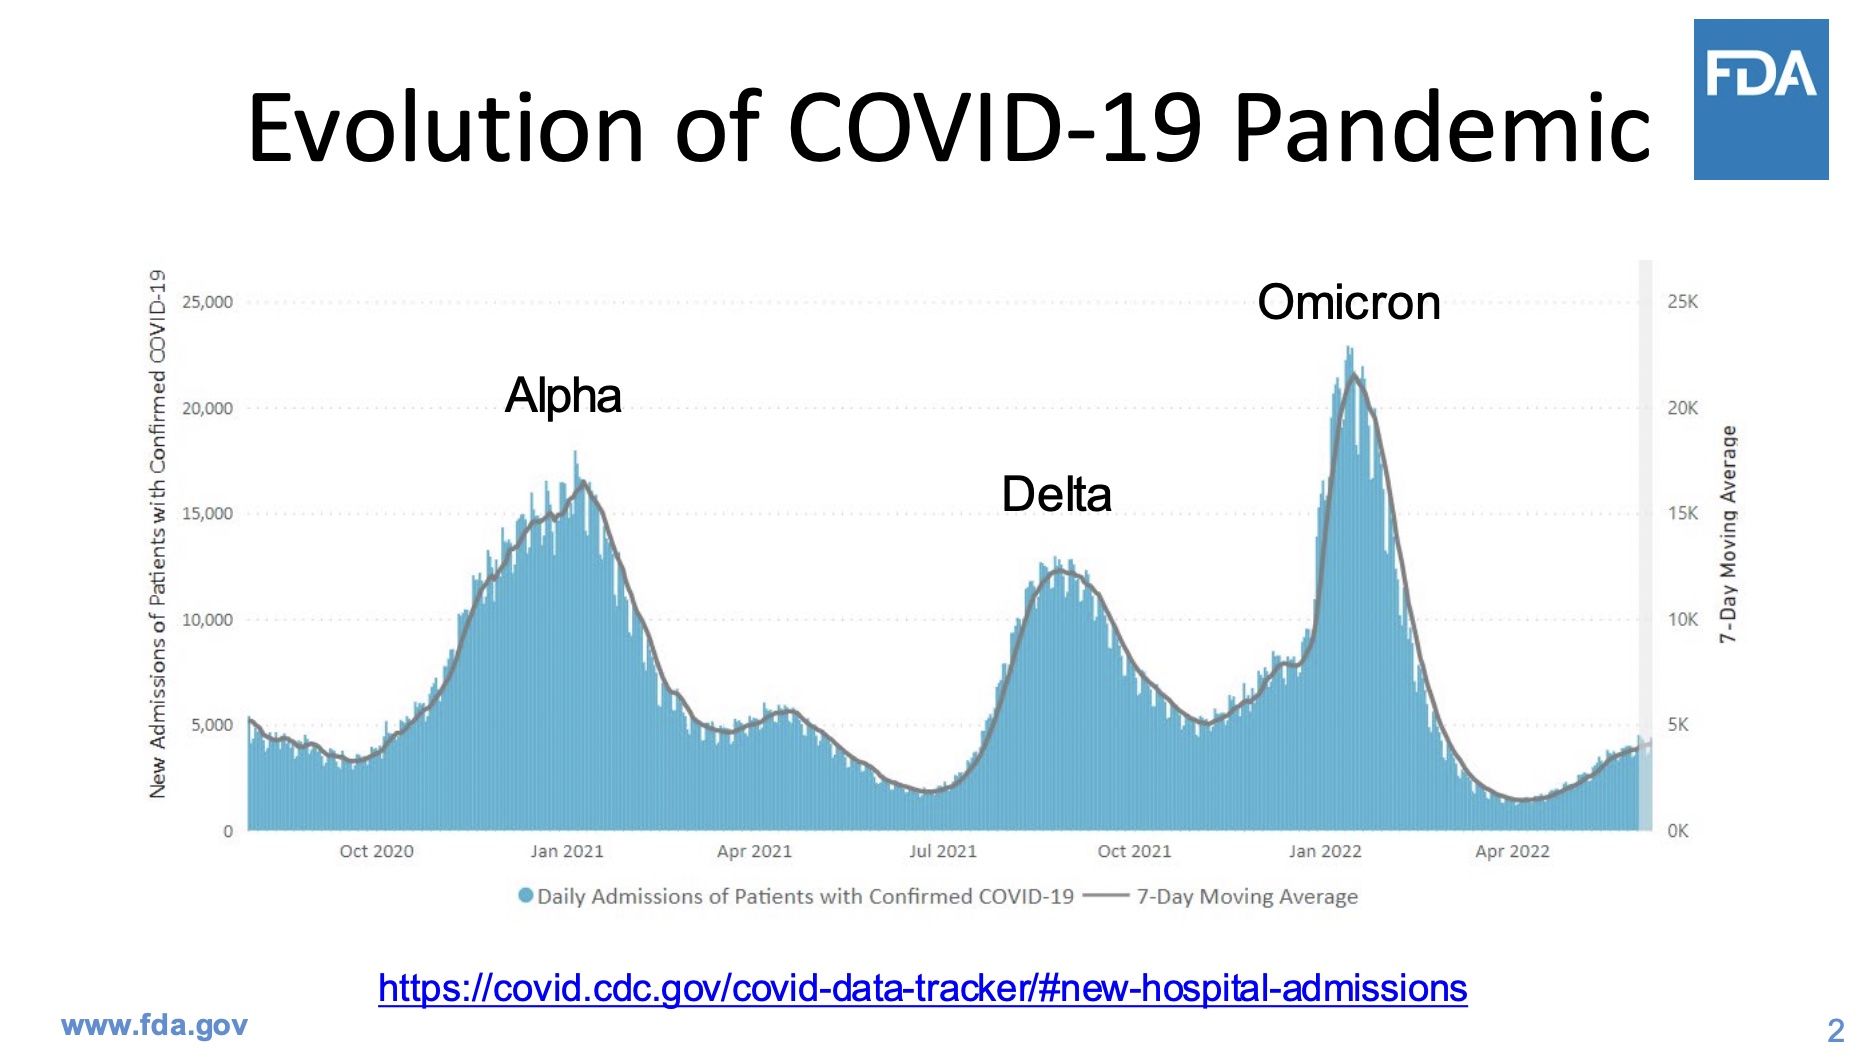 FDA
Evolution of COVID-19 Pandemic
New Admissions of Patients with Confirmed COVID-19
25,000
20,000
15,000
10,000
5,000
0
Alpha
Delta
Omicron
25K
20K
15K
10K
5K
0K
7-Day Moving Average
Oct 2020 Jan 2021 Apr 2021 Jul 2021 Oct 2021 Jan 2022 Apr 2022
Daily Admissions of Patients with Confirmed COVID-19 7-Day Moving Average
https://covid.cdc.gov/covid-data-tracker/#new-hospital-admissions
www.fda.gov
2